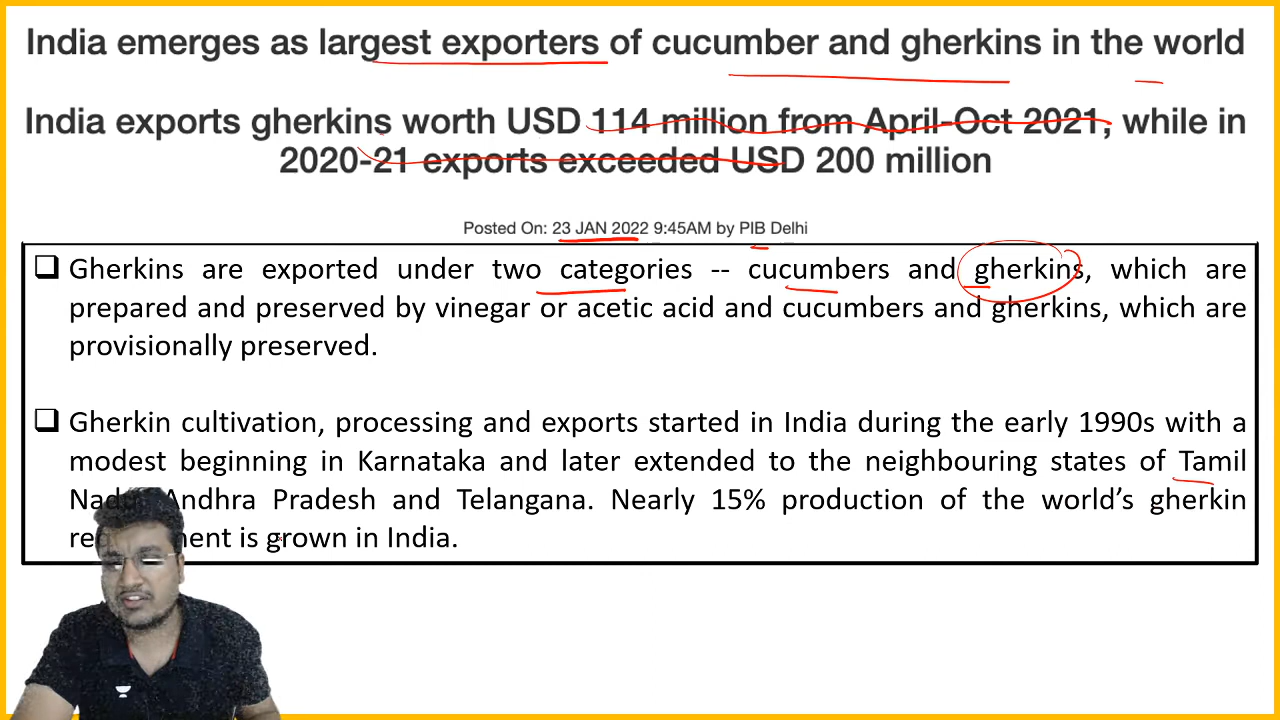 India emerges as largest exporters of cucumber and gherkins in the world
India exports gherkins worth USD 114 million from April-Oct 2021, while in
2020-21 exports exceeded USD 200 million
Posted On: 23 JAN 2022 9:45AM by PIB Delhi
Gherkins are exported under two categories -- cucumbers and gherkins, which are
prepared and preserved by vinegar or acetic acid and cucumbers and gherkins, which are
provisionally preserved.
Gherkin cultivation, processing and exports started in India during the early 1990s with a
modest beginning in Karnataka and later extended to the neighbouring states of Tamil
Nadu, Andhra Pradesh and Telangana. Nearly 15% production of the world's gherkin
is grown in India.